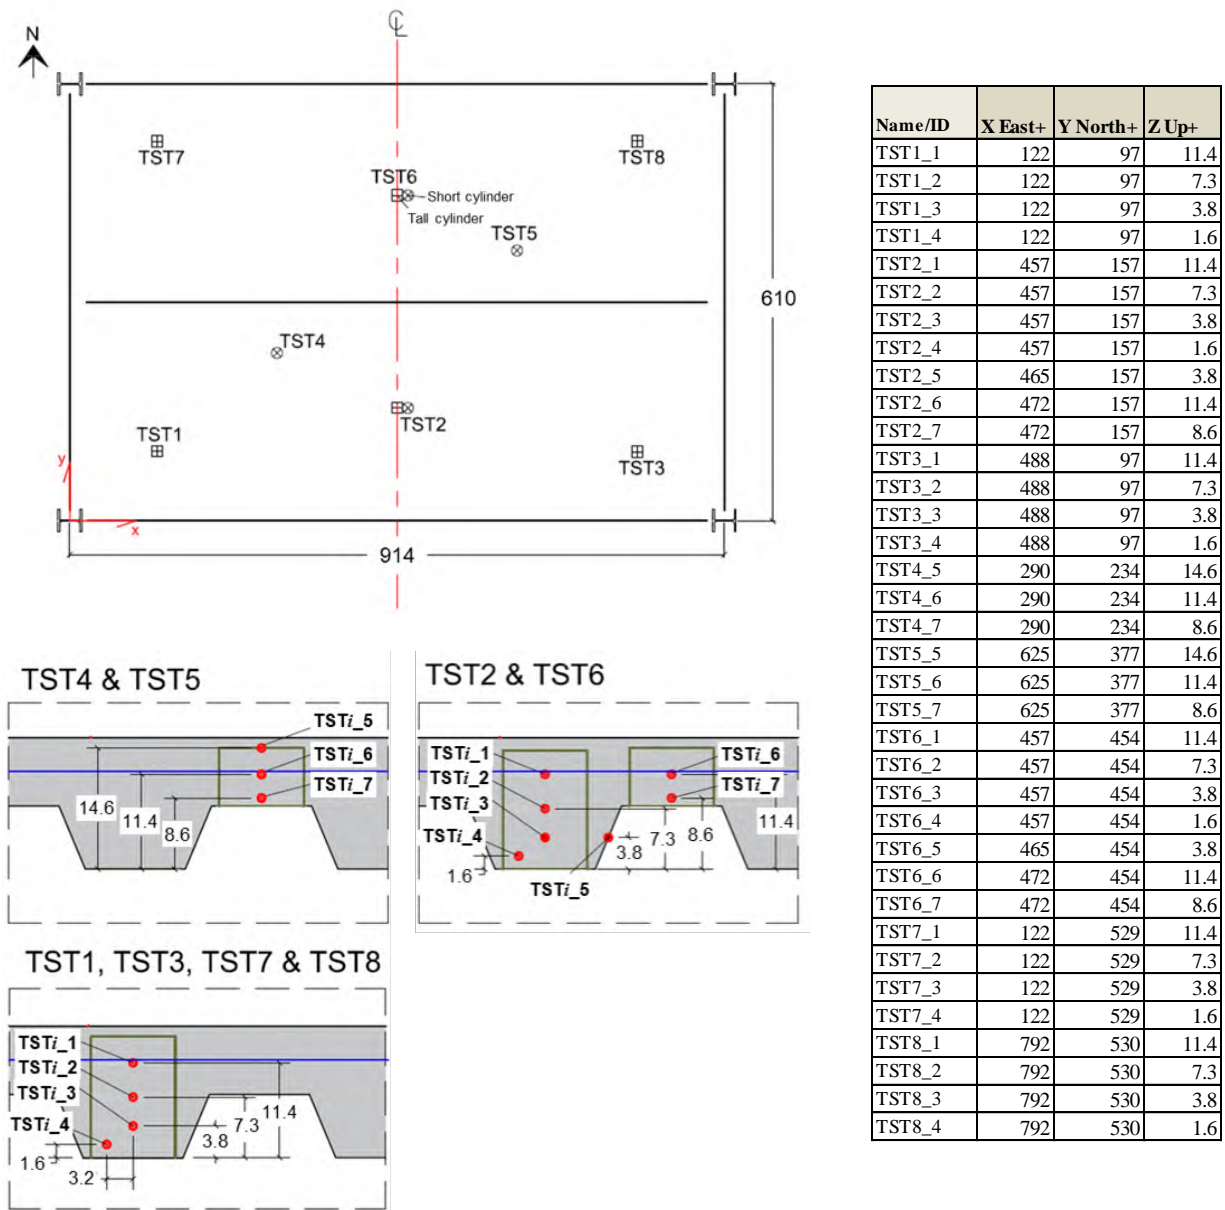 N
CL
TST7
TST8
TST6
Short cylinder
Tall cylinder
TST5
610
TST4
TST2
TST1
TST3
y
x
914
TST4 & TST5
TSTi_5
TSTi_6
TSTi_7
14.6
11.4
8.6
TST2 & TST6
TSTi_1
TSTi_2
TSTi_3
TSTi_4
TSTi_6
TSTi_7
11.4
8.6
7.3
3.8
1.6
TSTi_5
TST1, TST3, TST7 & TST8
TSTi_1
TSTi_2
TSTi_3
TSTi_4
11.4
7.3
3.8
1.6
3.2
Name/ID X East+ Y North+ Z Up+
TST1_1 122 97 11.4
TST1_2 122 97 7.3
TST1_3 122 97 3.8
TST1_4 122 97 1.6
TST2_1 457 157 11.4
TST2_2 457 157 7.3
TST2_3 457 157 3.8
TST2_4 457 157 1.6
TST2_5 465 157 3.8
TST2_6 472 157 11.4
TST2_7 472 157 8.6
TST3_1 488 97 11.4
TST3_2 488 97 7.3
TST3_3 488 97 3.8
TST3_4 488 97 1.6
TST4_5 290 234 14.6
TST4_6 290 234 11.4
TST4_7 290 234 8.6
TST5_5 625 377 14.6
TST5_6 625 377 11.4
TST5_7 625 377 8.6
TST6_1 457 454 11.4
TST6_2 457 454 7.3
TST6_3 457 454 3.8
TST6_4 457 454 1.6
TST6_5 465 454 3.8
TST6_6 472 454 11.4
TST6_7 472 454 8.6
TST7_1 122 529 11.4
TST7_2 122 529 7.3
TST7_3 122 529 3.8
TST7_4 122 529 1.6
TST8_1 792 530 11.4
TST8_2 792 530 7.3
TST8_3 792 530 3.8
TST8_4 792 530 1.6